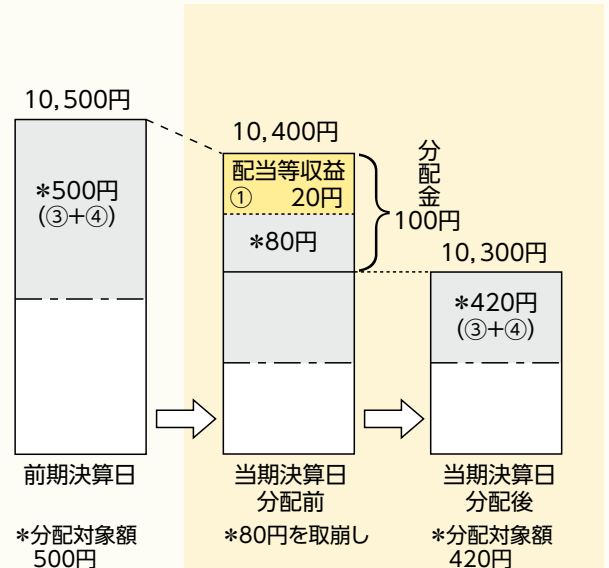 10,500円
*500円
(③+④)
前期決算日
*分配対象額
500円
10,400円
配当等収益
① 20円
*80円
分配金
100円
当期決算日
分配前
*80円を取崩し
10,300円
*420円
(③+④)
当期決算日
分配後
*分配対象額
420円